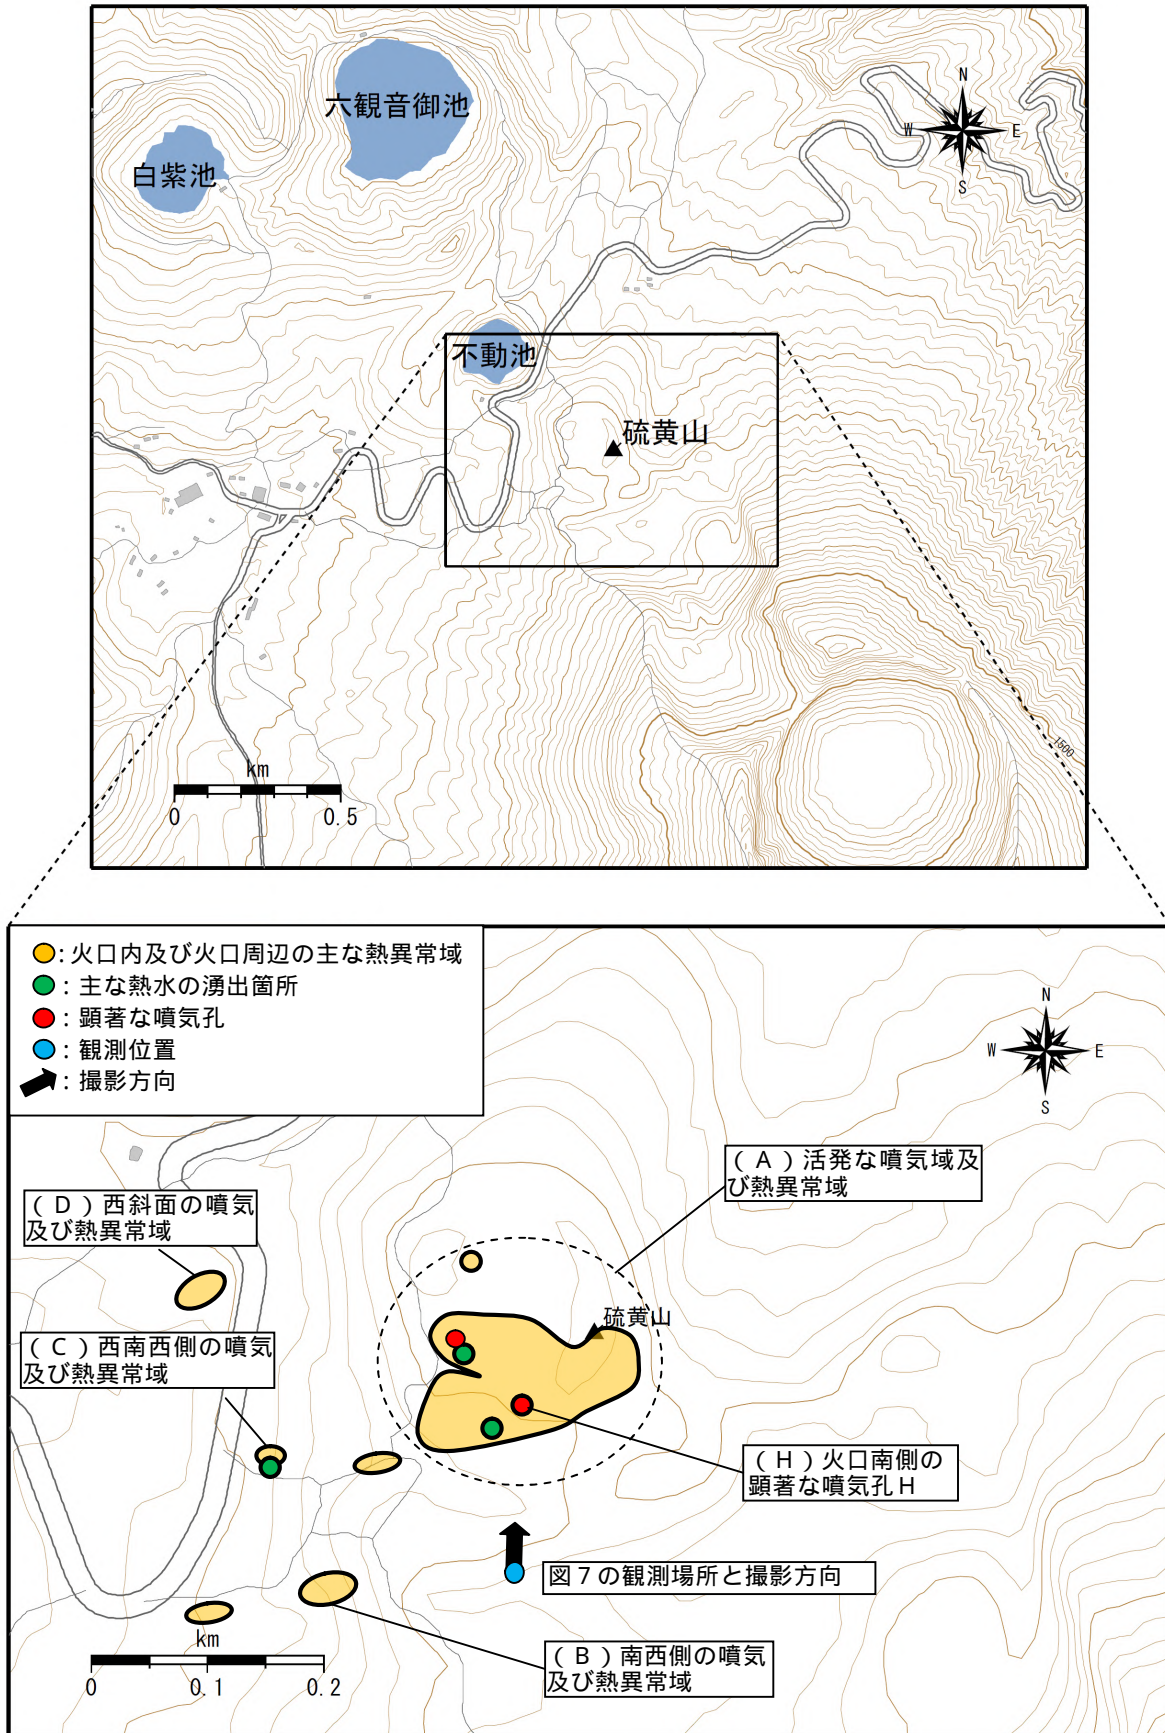 六観音御池
白紫池
N
W
E
S
不動池
硫黄山
1500
km
0
0.5
：火口内及び火口周辺の主な熱異常域
：主な熱水の湧出箇所
：顕著な噴気孔
：観測位置
：撮影方向
N
W
E
S
（Ａ）活発な噴気域及
び熱異常域
（Ｄ）西斜面の噴気
及び熱異常域
硫黄山
（Ｃ）西南西側の噴気
及び熱異常域
（Ｈ）火口南側の
顕著な噴気孔Ｈ
図７の観測場所と撮影方向
（Ｂ）南西側の噴気
及び熱異常域
km
0
0.1
0.2